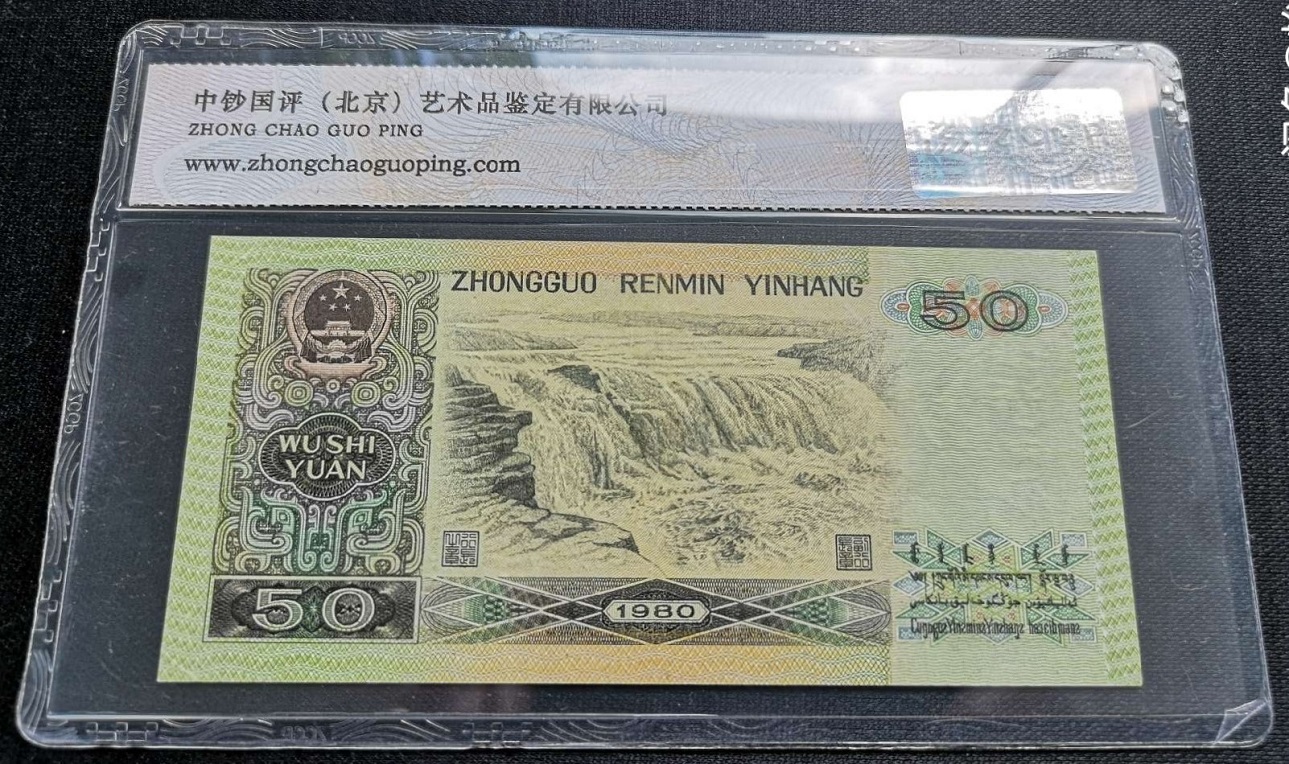 中钞国评（北京）艺术品鉴定有限公司
ZHONG CHAO GUO PING
www.zhongchaoguoping.com
ZHONGGUO RENMIN YINHANG
50
WU SHI
YUAN
50
1980